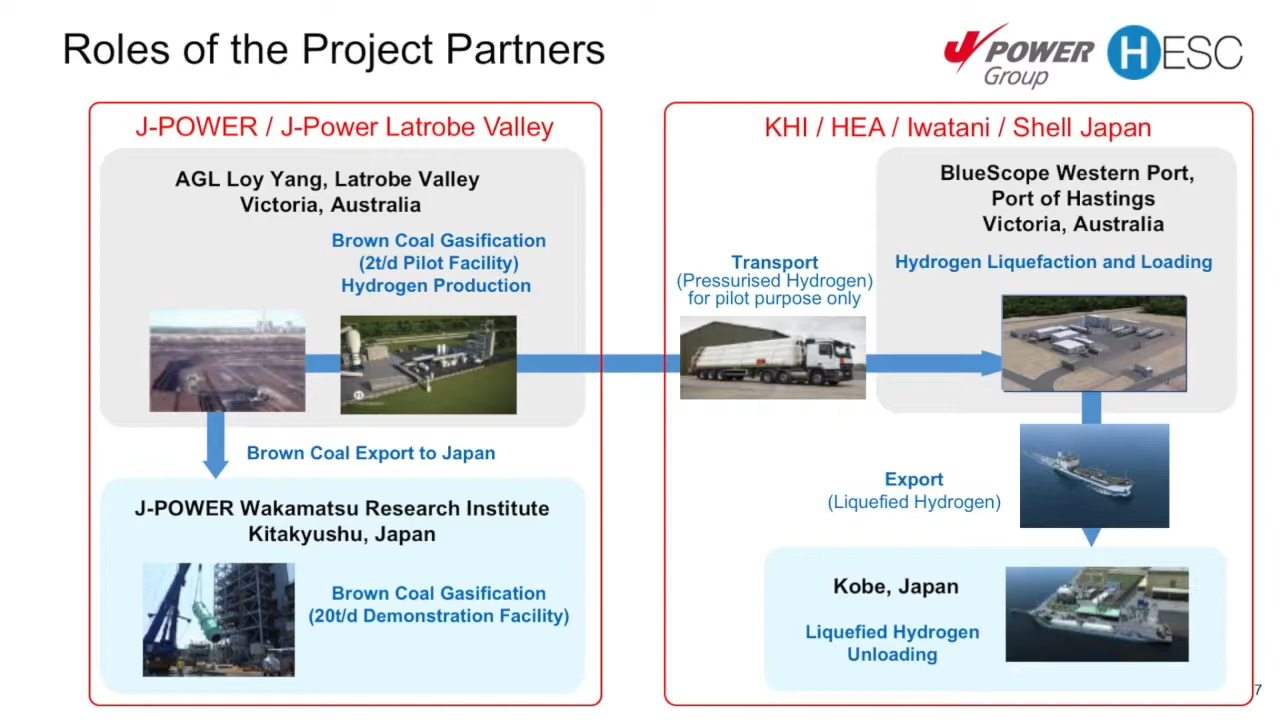 Roles of the Project Partners
J POWER
Group
HESC
J-POWER / J-Power Latrobe Valley
AGL Loy Yang, Latrobe Valley
Victoria, Australia
Brown Coal Gasification
(2t/d Pilot Facility)
Hydrogen Production
Brown Coal Export to Japan
J-POWER Wakamatsu Research Institute
Kitakyushu, Japan
Brown Coal Gasification
(20t/d Demonstration Facility)
KHI / HEA / Iwatani / Shell Japan
Transport
(Pressurised Hydrogen)
for pilot purpose only
BlueScope Western Port,
Port of Hastings
Victoria, Australia
Hydrogen Liquefaction and Loading
Export
(Liquefied Hydrogen)
Kobe, Japan
Liquefied Hydrogen
Unloading
7